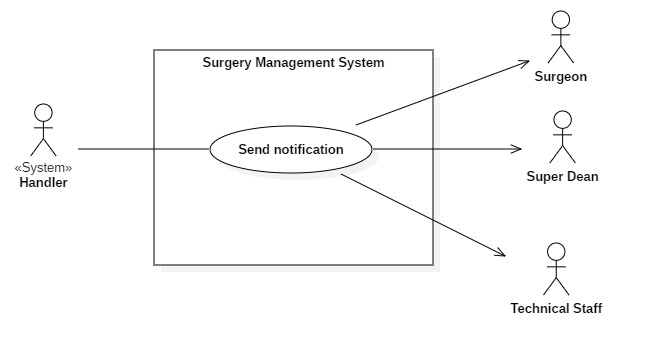 Surgery Management System
Surgeon
Send notification
«System»
Handler
Super Dean
Technical Staff